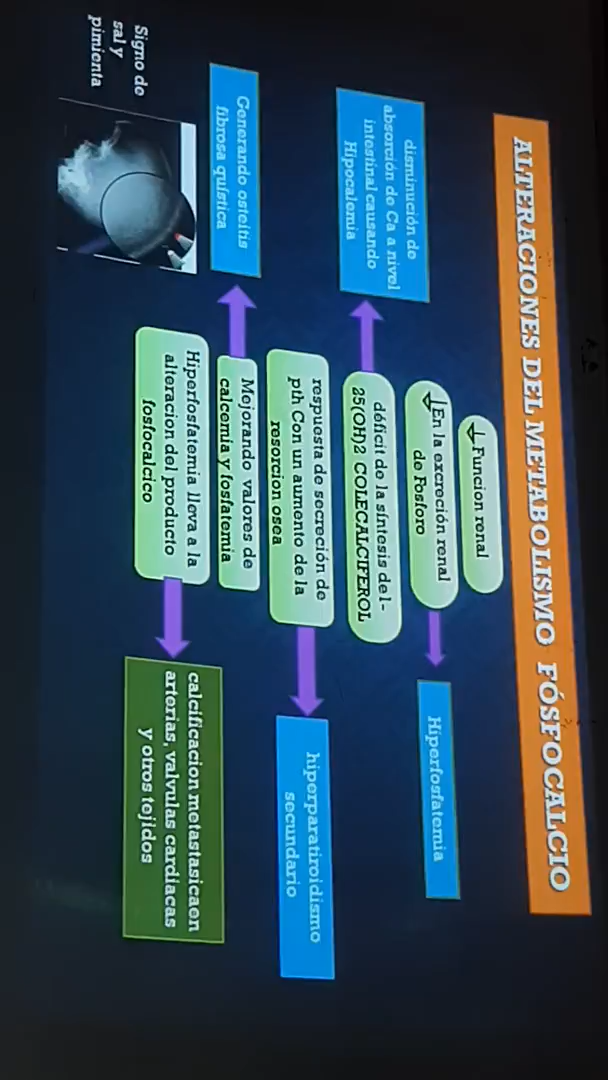 ALTERACIONES DEL METABOLISMO FÓSFOCALCIO
Funcion renal
En la excreción renal
de Fosforo
Hiperfosfatemia
déficit de la síntesis del-
25(OH)2 COLECALCIFEROL
disminución de
absorción de Ca a nivel
intestinal causando
Hipocalemia
respuesta de secreción de
pth Con un aumento de la
resorcion osea
hiperparatiroidismo
secundario
Mejorando valores de
calcemia y fosfatemia
Generando osteítis
fibrosa quística
Hiperfosfatemia lleva a la
alteracion del producto
fosfocalcico
calcificacion metastasicaen
arterias, valvulas cardiacas
y otros tejidos
Signo de
sal y
pimienta